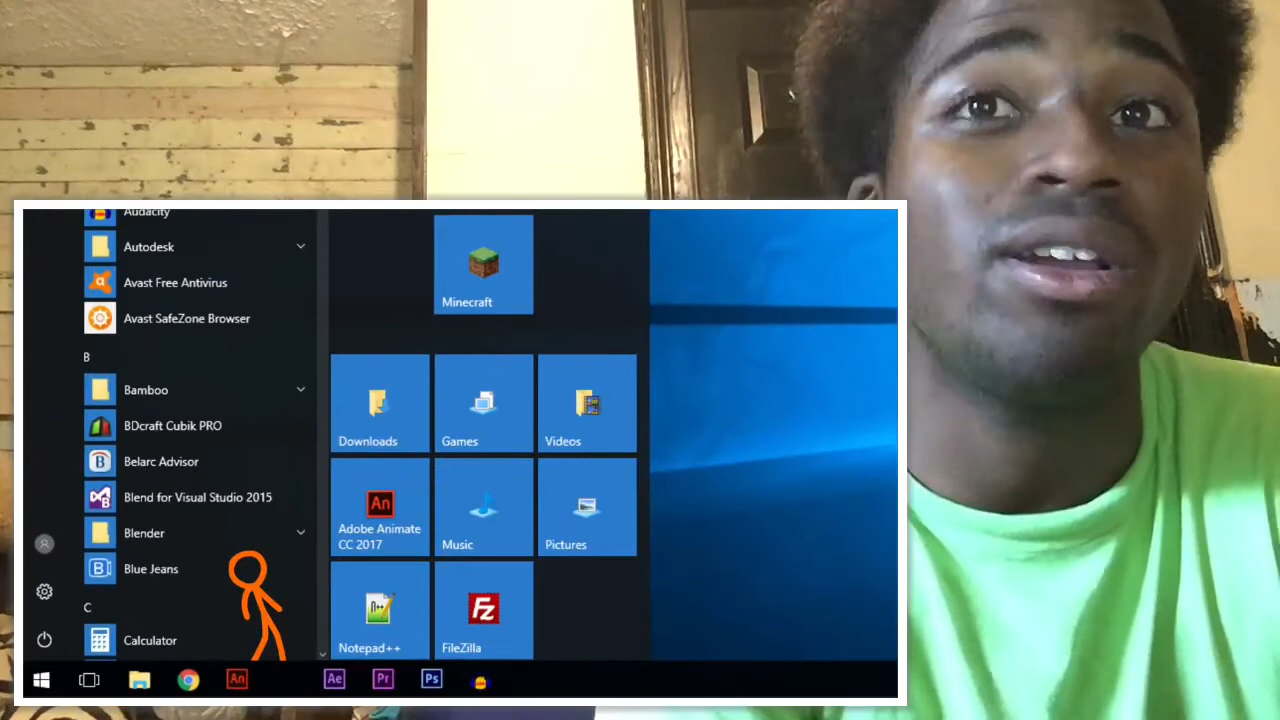 Audacity
Autodesk
Avast Free Antivirus
Avast SafeZone Browser
B
Bamboo
BDcraft Cubik PRO
Belarc Advisor
Blend for Visual Studio 2015
Blender
Blue Jeans
C
Calculator
Minecraft
Downloads
Games
Videos
An
Adobe Animate
CC 2017
Music
Pictures
Notepad++
FileZilla
An
Ae
Pr
Ps